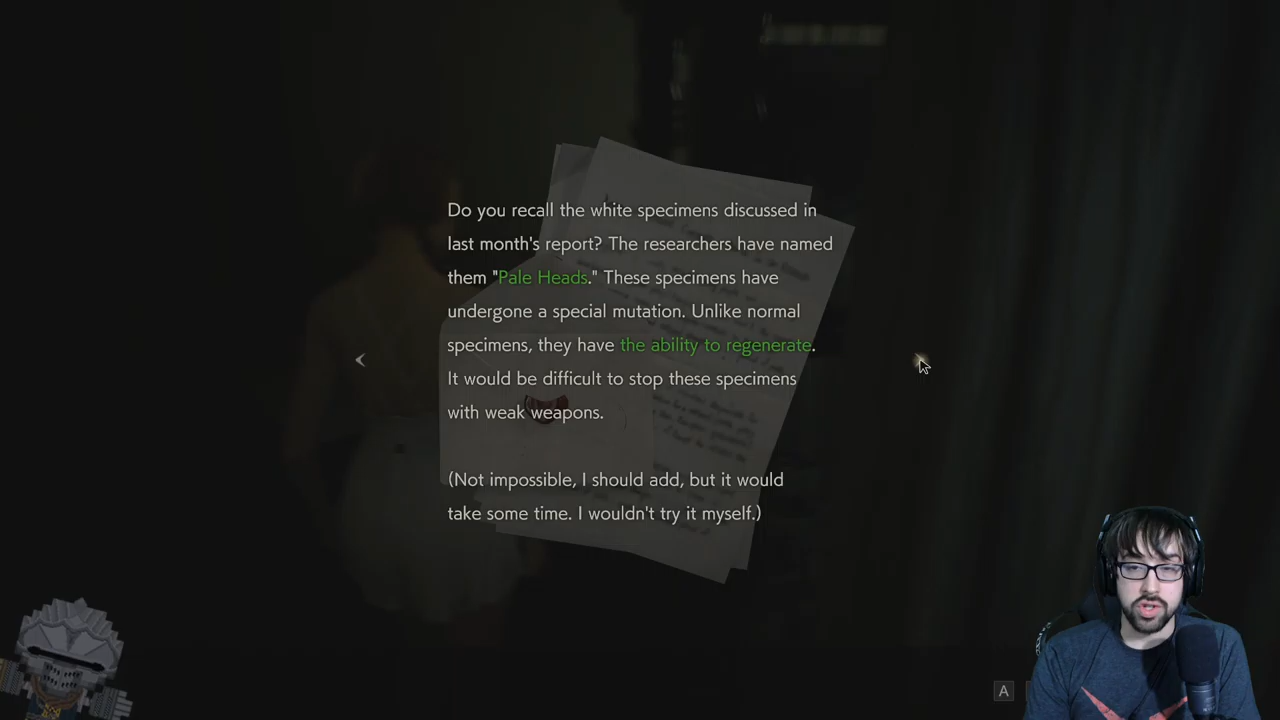 Do you recall the white specimens discussed in
last month's report? The researchers have named
them "Pale Heads." These specimens have
undergone a special mutation. Unlike normal
specimens, they have the ability to regenerate.
It would be difficult to stop these specimens
with weak weapons.
(Not impossible, I should add, but it would
take some time. I wouldn't try it myself.)
A